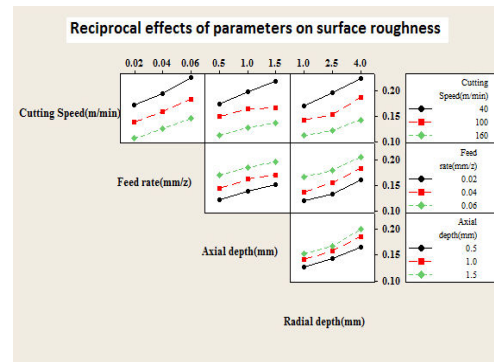 Reciprocal effects of parameters on surface roughness
0.02 0.04 0.06 0.5 1.0 1.5 1.0 2.5 4.0
Cutting Speed(m/min)
0.20
0.15
0.10
Cutting
Speed(m/min)
40
100
160
Feed rate(mm/z)
0.20
0.15
0.10
Feed
rate(mm/z)
0.02
0.04
0.06
Axial depth(mm)
0.20
0.15
0.10
Axial
depth(mm)
0.5
1.0
1.5
Radial depth(mm)